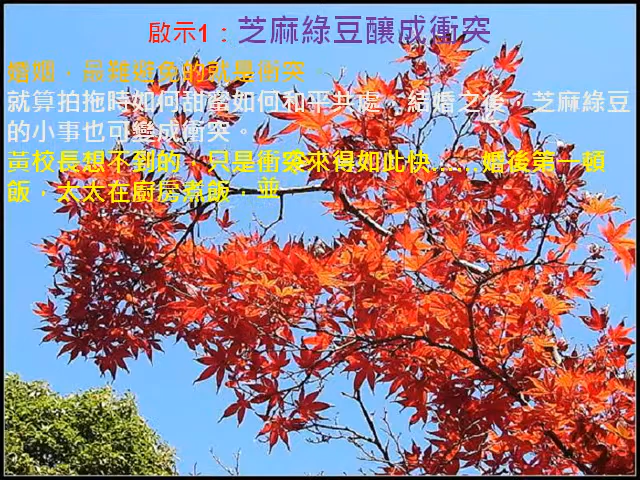 啟示1：芝麻綠豆釀成衝突
婚姻，最難避免的就是衝突。
就算拍拖時如何甜蜜如何和平共處，結婚之後，芝麻綠豆
的小事也可變成衝突。
黃校長想不到的，只是衝突來得如此快……婚後第一頓
飯，太太在廚房煮飯，並